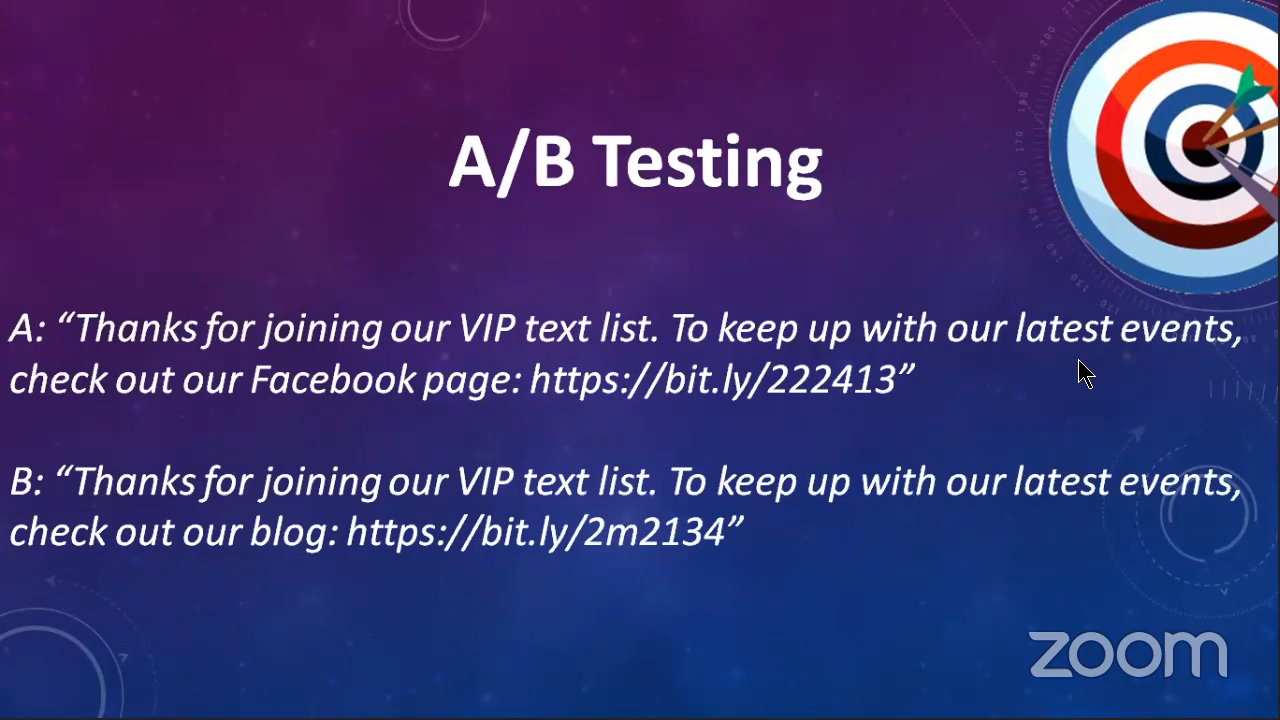 A/B Testing
A: “Thanks for joining our VIP text list. To keep up with our latest events,
check out our Facebook page: https://bit.ly/222413”
B: “Thanks for joining our VIP text list. To keep up with our latest events,
check out our blog: https://bit.ly/2m2134”
zoom